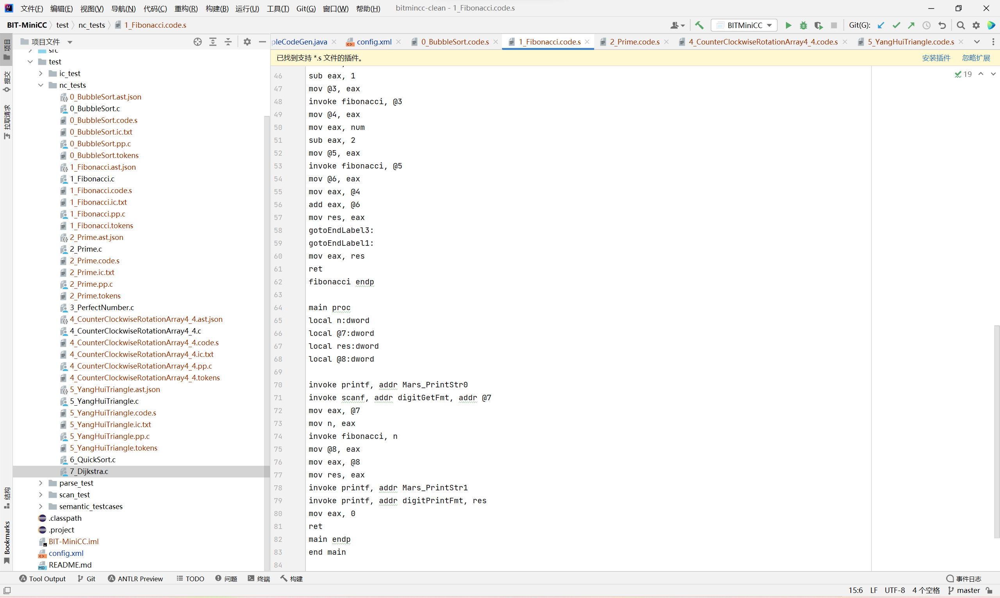 文件(F) 编辑(E) 视图(V) 导航(N) 代码(C) 重构(R) 构建(B) 运行(U) 工具(T) Git(G) 窗口(W) 帮助(H) bitmincc-clean - 1_Fibonacci.code.s
BIT-MiniCC test nc_tests 1_Fibonacci.code.s BITMiniCC Git(G):
项目文件
pleCodeGen.java config.xml 0_BubbleSort.code.s 1_Fibonacci.code.s 2_Prime.code.s 4_CounterClockwiseRotationArray4_4.code.s 5_YangHuiTriangle.code.s
已找到支持 *.s 文件的插件。 安装插件 忽略扩展
19
项目
提交
拉取请求
结构
Bookmarks
src
test
ic_test
nc_tests
0_BubbleSort.ast.json
0_BubbleSort.c
0_BubbleSort.code.s
0_BubbleSort.ic.txt
0_BubbleSort.pp.c
0_BubbleSort.tokens
1_Fibonacci.ast.json
1_Fibonacci.c
1_Fibonacci.code.s
1_Fibonacci.ic.txt
1_Fibonacci.pp.c
1_Fibonacci.tokens
2_Prime.ast.json
2_Prime.c
2_Prime.code.s
2_Prime.ic.txt
2_Prime.pp.c
2_Prime.tokens
3_PerfectNumber.c
4_CounterClockwiseRotationArray4_4.ast.json
4_CounterClockwiseRotationArray4_4.c
4_CounterClockwiseRotationArray4_4.code.s
4_CounterClockwiseRotationArray4_4.ic.txt
4_CounterClockwiseRotationArray4_4.pp.c
4_CounterClockwiseRotationArray4_4.tokens
5_YangHuiTriangle.ast.json
5_YangHuiTriangle.c
5_YangHuiTriangle.code.s
5_YangHuiTriangle.ic.txt
5_YangHuiTriangle.pp.c
5_YangHuiTriangle.tokens
6_QuickSort.c
7_Dijkstra.c
parse_test
scan_test
semantic_testcases
.classpath
.project
BIT-MiniCC.iml
config.xml
README.md
46 sub eax, 1
47 mov @3, eax
48 invoke fibonacci, @3
49 mov @4, eax
50 mov eax, num
51 sub eax, 2
52 mov @5, eax
53 invoke fibonacci, @5
54 mov @6, eax
55 mov eax, @4
56 add eax, @6
57 mov res, eax
58 gotoEndLabel3:
59 gotoEndLabel1:
60 mov eax, res
61 ret
62 fibonacci endp
63
64 main proc
65 local n:dword
66 local @7:dword
67 local res:dword
68 local @8:dword
69
70 invoke printf, addr Mars_PrintStr0
71 invoke scanf, addr digitGetFmt, addr @7
72 mov eax, @7
73 mov n, eax
74 invoke fibonacci, n
75 mov @8, eax
76 mov eax, @8
77 mov res, eax
78 invoke printf, addr Mars_PrintStr1
79 invoke printf, addr digitPrintFmt, res
80 mov eax, 0
81 ret
82 main endp
83 end main
84
Tool Output Git ANTLR Preview TODO 问题 终端 构建 事件日志
15:6 LF UTF-8 4 个空格 master